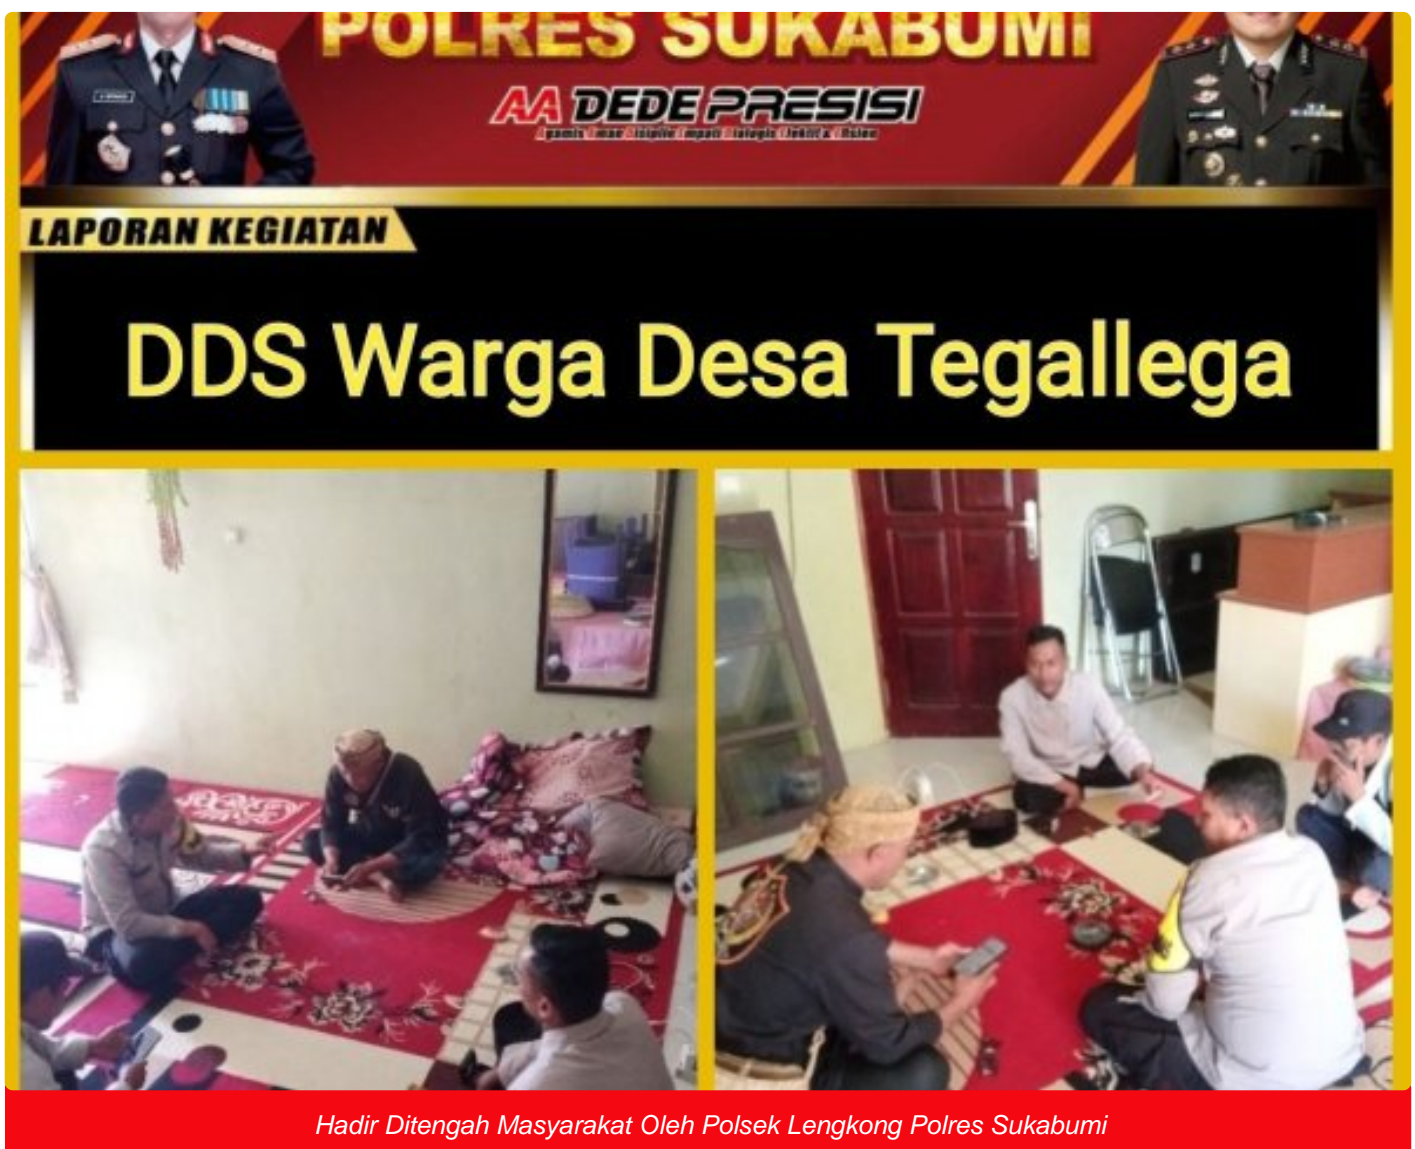 POLRES SUKABUMI
AA DEDE PRESISI
LAPORAN KEGIATAN
DDS Warga Desa Tegallega
Hadir Ditengah Masyarakat Oleh Polsek Lengkong Polres Sukabumi